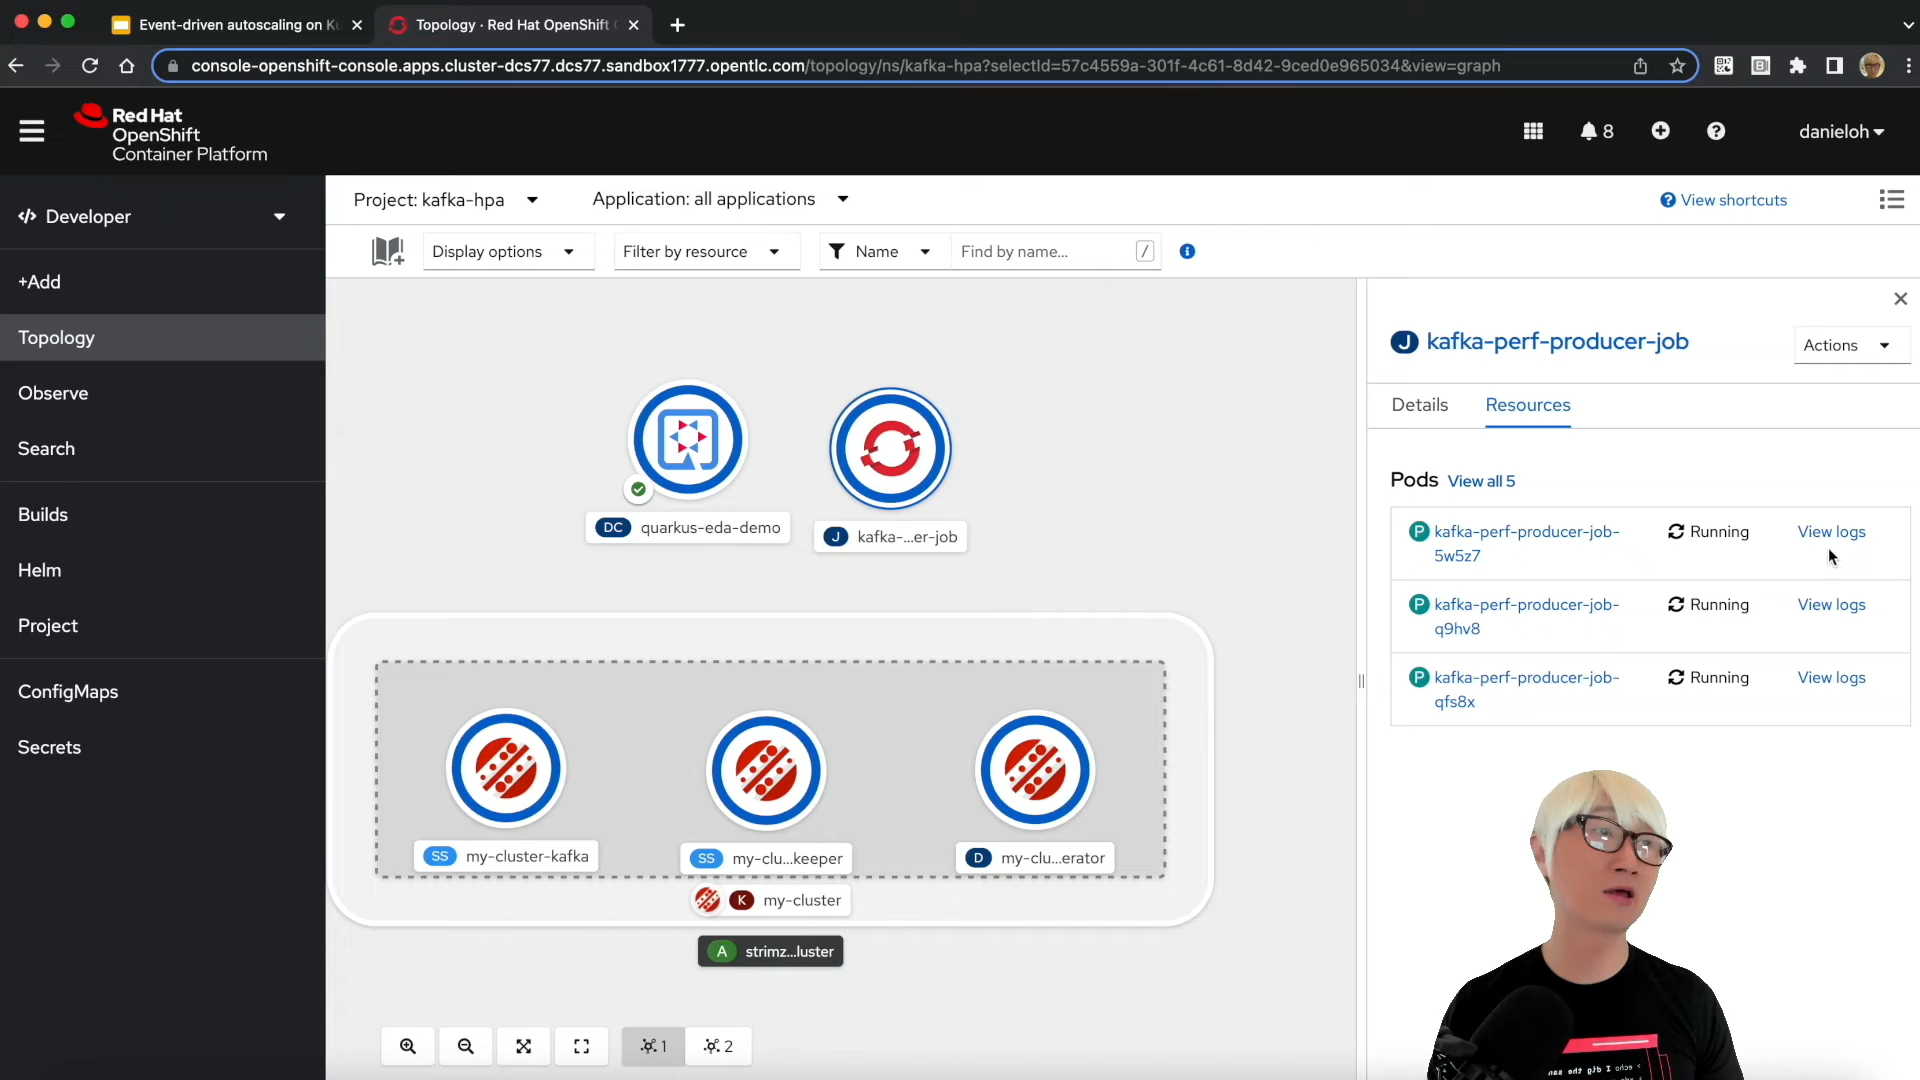 Event-driven autoscaling on Ku
Topology · Red Hat OpenShift
console-openshift-console.apps.cluster-dcs77.dcs77.sandbox1777.opentlc.com/topology/ns/kafka-hpa?selectId=57c4559a-301f-4c61-8d42-9ced0e965034&view=graph
Red Hat
OpenShift
Container Platform
8
danieloh
Developer
+Add
Topology
Observe
Search
Builds
Helm
Project
ConfigMaps
Secrets
Project: kafka-hpa
Application: all applications
View shortcuts
Display options
Filter by resource
Name
Find by name...
/
DC quarkus-eda-demo
J kafka-...er-job
SS my-cluster-kafka
SS my-clu...keeper
D my-clu...erator
K my-cluster
A strimz...luster
1
2
J kafka-perf-producer-job
Actions
Details
Resources
Pods View all 5
P kafka-perf-producer-job-5w5z7 Running View logs
P kafka-perf-producer-job-q9hv8 Running View logs
P kafka-perf-producer-job-qfs8x Running View logs